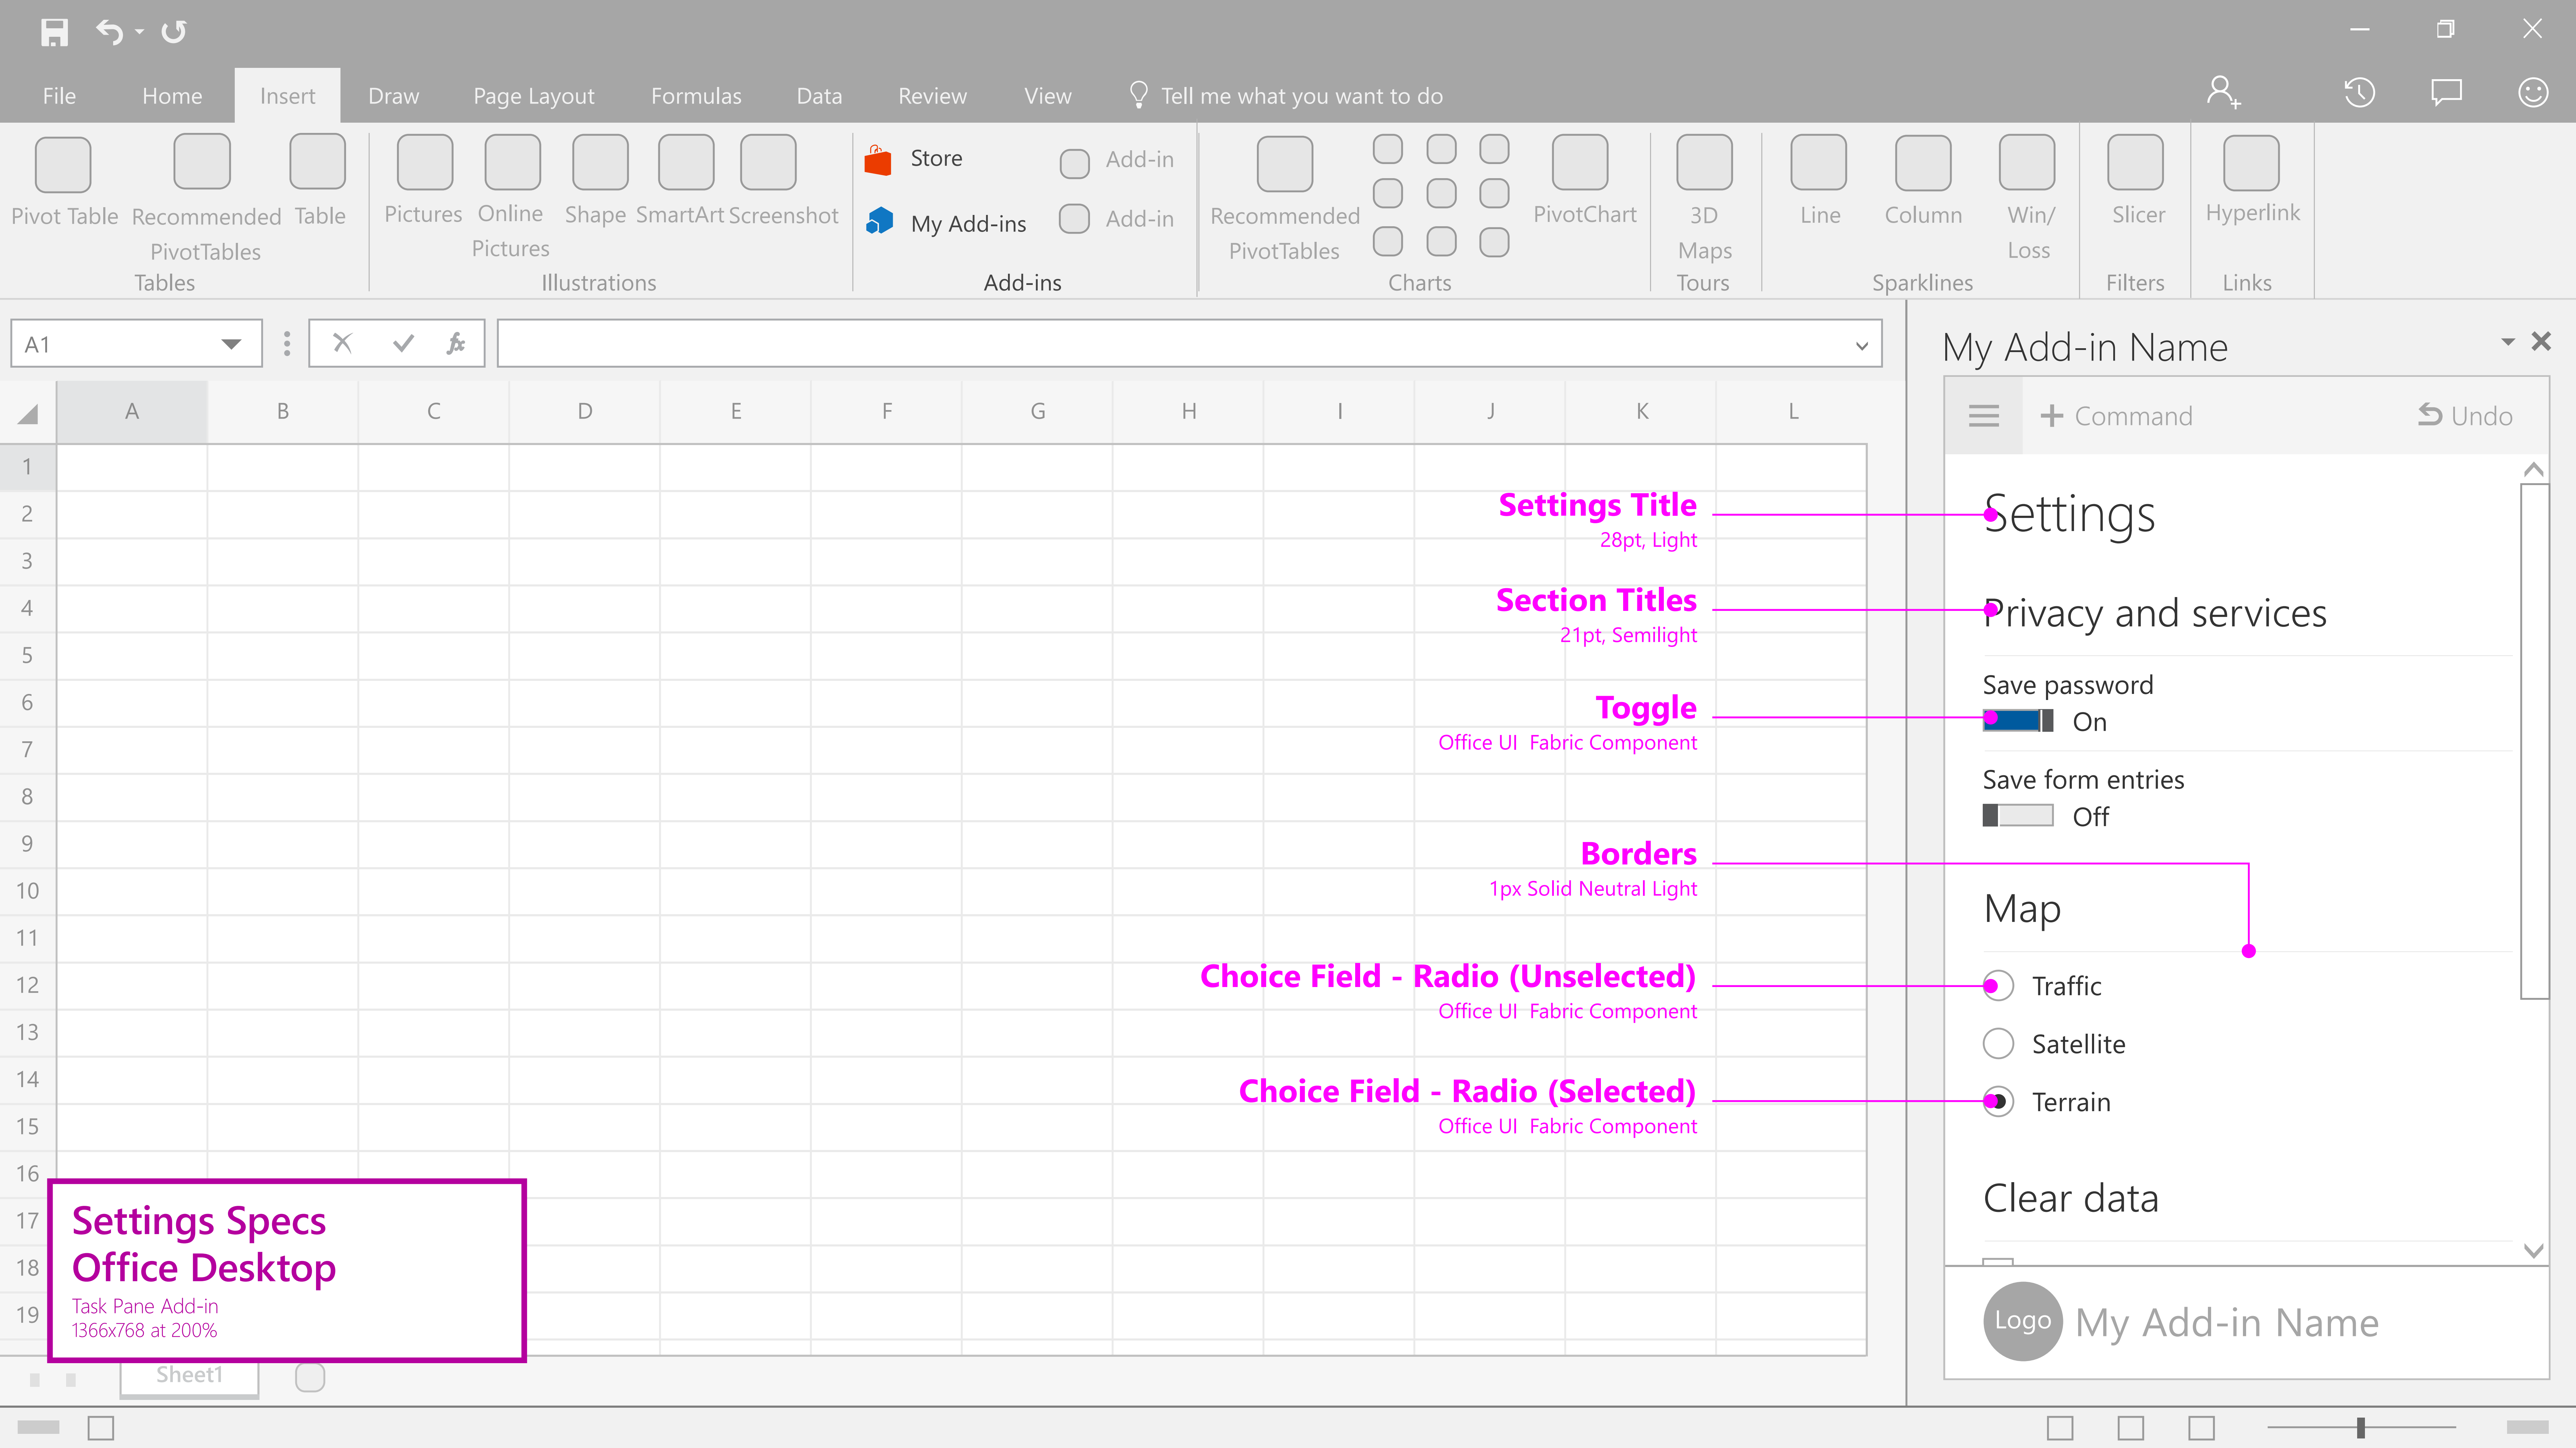 File Home Insert Draw Page Layout Formulas Data Review View Tell me what you want to do
Pivot Table
Recommended
PivotTables
Table
Tables
Pictures
Online
Pictures
Shape
SmartArt
Screenshot
Illustrations
Store
My Add-ins
Add-in
Add-in
Add-ins
Recommended
PivotTables
PivotChart
Charts
3D
Maps
Tours
Line
Column
Win/
Loss
Sparklines
Slicer
Filters
Hyperlink
Links
A1
fx
A B C D E F G H I J K L
1
2
3
4
5
6
7
8
9
10
11
12
13
14
15
16
17
18
19
Settings Title
28pt, Light
Section Titles
21pt, Semilight
Toggle
Office UI Fabric Component
Borders
1px Solid Neutral Light
Choice Field - Radio (Unselected)
Office UI Fabric Component
Choice Field - Radio (Selected)
Office UI Fabric Component
Settings Specs
Office Desktop
Task Pane Add-in
1366x768 at 200%
Sheet1
My Add-in Name
Command Undo
Settings
Privacy and services
Save password
On
Save form entries
Off
Map
Traffic
Satellite
Terrain
Clear data
Logo My Add-in Name